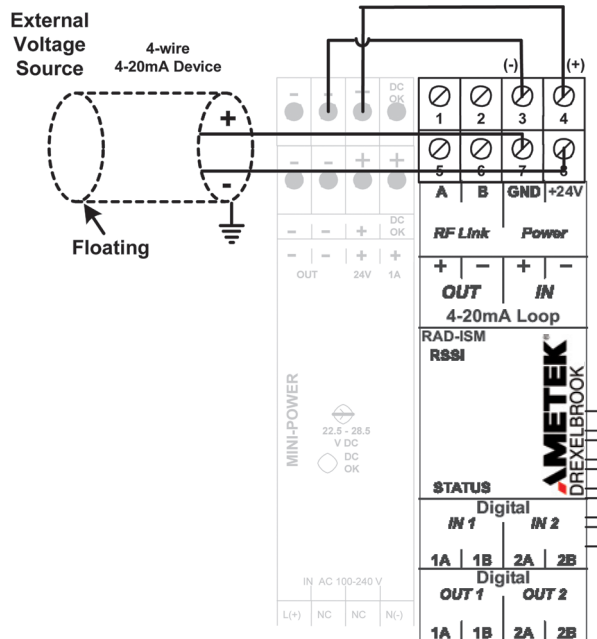 External
Voltage
Source
4-wire
4-20mA Device
+
-
Floating
(-) (+)
- - + DC OK
1 2 3 4
- - + +
5 6 7 8
A B GND +24V
RF Link Power
- - + DC OK
- - + +
OUT 24V 1A
+ - + -
OUT IN
4-20mA Loop
RAD-ISM
RSSI
AMETEK®
DREXELBROOK
STATUS
MINI-POWER
22.5 - 28.5
V DC
DC
OK
IN AC 100-240 V
L(+) NC NC N(-)
Digital
IN 1 IN 2
1A 1B 2A 2B
Digital
OUT 1 OUT 2
1A 1B 2A 2B